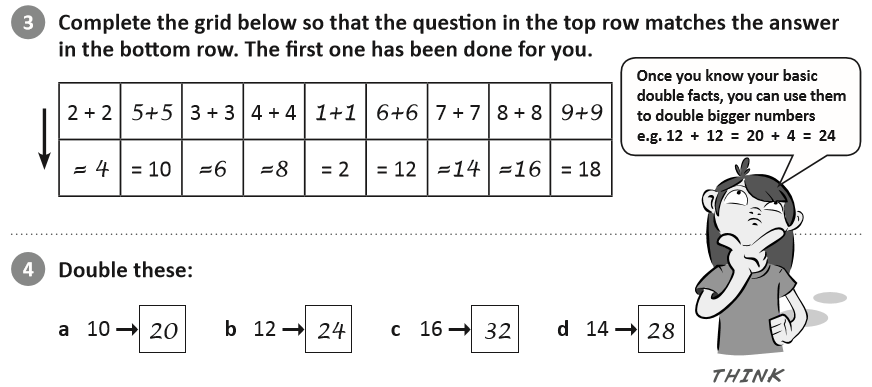 3 Complete the grid below so that the question in the top row matches the answer
in the bottom row. The first one has been done for you.
2 + 2 5+5 3 + 3 4 + 4 1+1 6+6 7 + 7 8 + 8 9+9
= 4 = 10 =6 =8 = 2 = 12 =14 =16 = 18
Once you know your basic
double facts, you can use them
to double bigger numbers
e.g. 12 + 12 = 20 + 4 = 24
4 Double these:
a 10 → 20 b 12 → 24 c 16 → 32 d 14 → 28
THINK